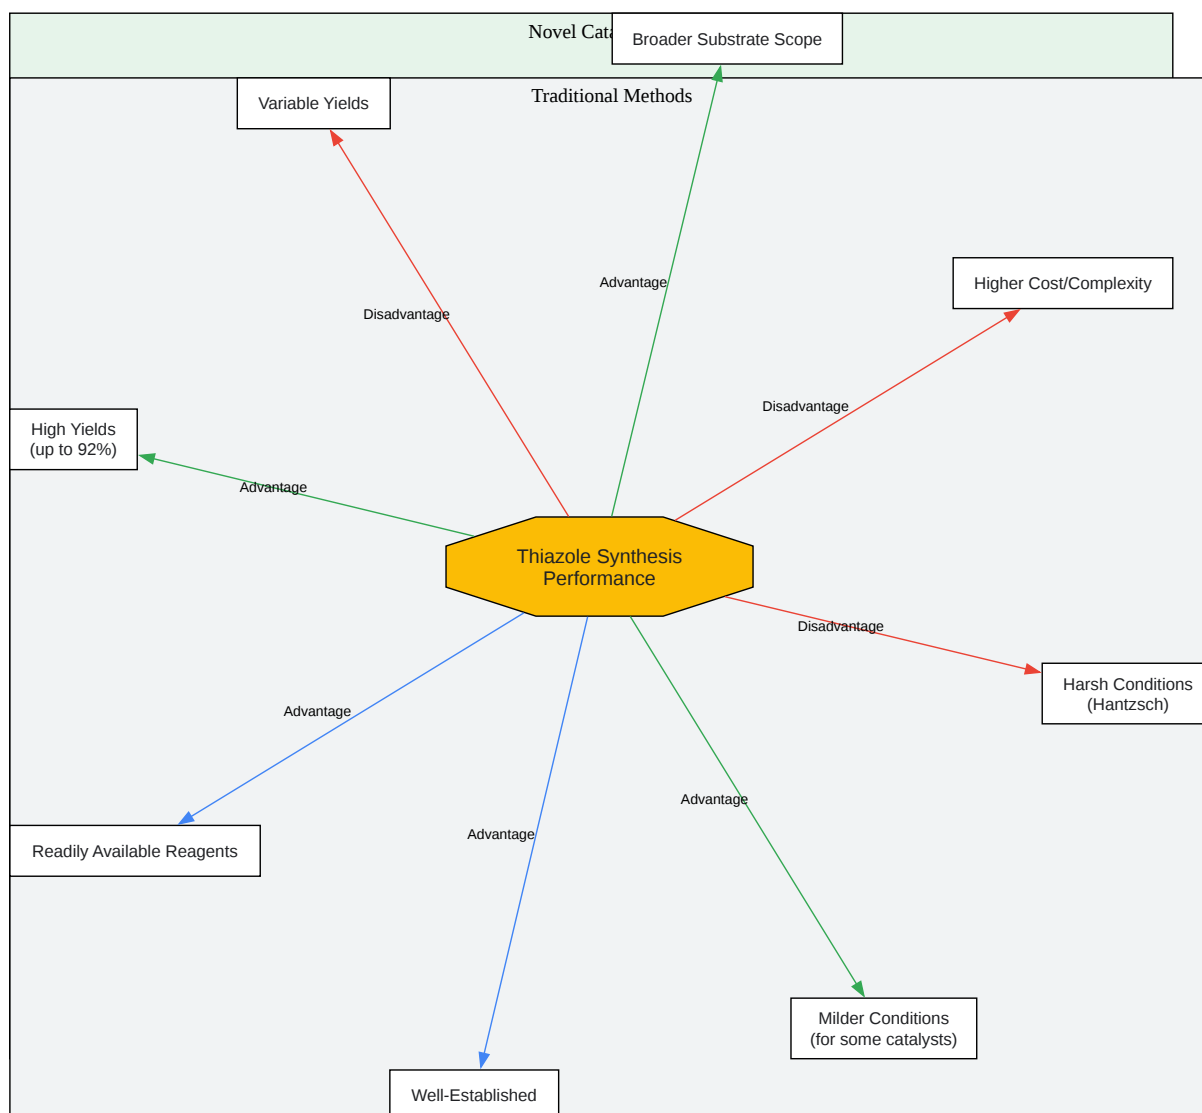 Novel
Broader Substrate Scope
Traditional Methods
Variable Yields
Advantage
Higher Cost/Complexity
Disadvantage
Disadvantage
High Yields
(up to 92%)
Advantage
Thiazole Synthesis
Performance
Disadvantage
Harsh Conditions
(Hantzsch)
Advantage
Advantage
Advantage
Readily Available Reagents
Milder Conditions
(for some catalysts)
Well-Established